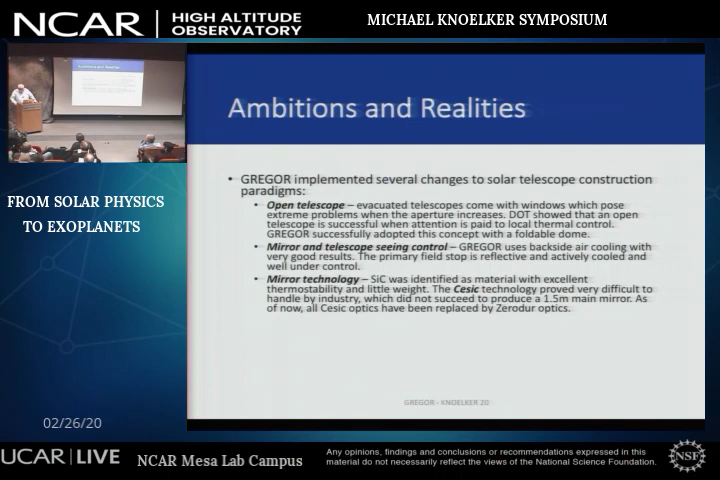 NCAR | HIGH ALTITUDE
OBSERVATORY
MICHAEL KNOELKER SYMPOSIUM
FROM SOLAR PHYSICS
TO EXOPLANETS
02/26/20
Ambitions and Realities
• GREGOR implemented several changes to solar telescope construction
paradigms:
• Open telescope – evacuated telescopes come with windows which pose
extreme problems when the aperture increases. DOT showed that an open
telescope is successful when attention is paid to local thermal control.
GREGOR successfully adopted this concept with a foldable dome.
• Mirror and telescope seeing control – GREGOR uses backside air cooling with
very good results. The primary field stop is reflective and actively cooled and
well under control.
• Mirror technology – SiC was identified as material with excellent
thermostability and little weight. The Cesic technology proved very difficult to
handle by industry, which did not succeed to produce a 1.5m main mirror. As
of now, all Cesic optics have been replaced by Zerodur optics.
GREGOR - KNOELKER 20
UCAR | LIVE
NCAR Mesa Lab Campus
Any opinions, findings and conclusions or recommendations expressed in this
material do not necessarily reflect the views of the National Science Foundation.
NSF